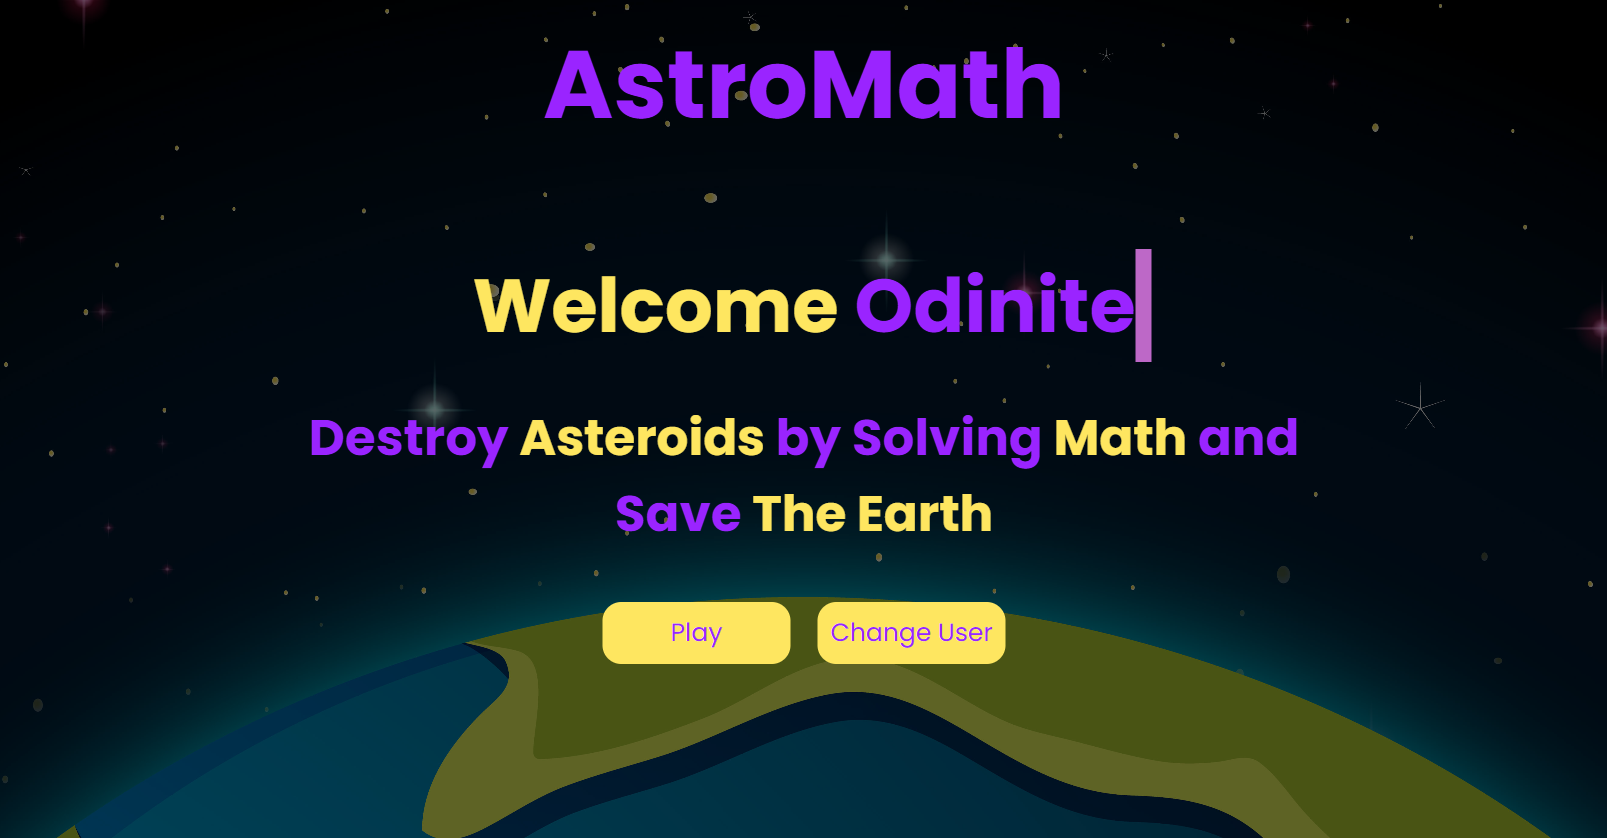 AstroMath
Welcome Odinite
Destroy Asteroids by Solving Math and
Save The Earth
Play
Change User